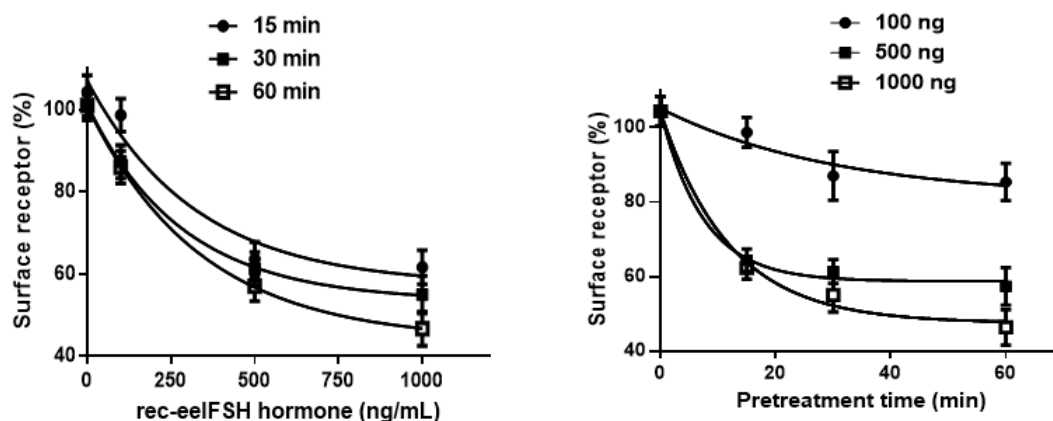 15 min
30 min
60 min
Surface receptor (%)
100
80
60
40
0 250 500 750 1000
rec-eelFSH hormone (ng/mL)
100 ng
500 ng
1000 ng
Surface receptor (%)
100
80
60
40
0 20 40 60
Pretreatment time (min)